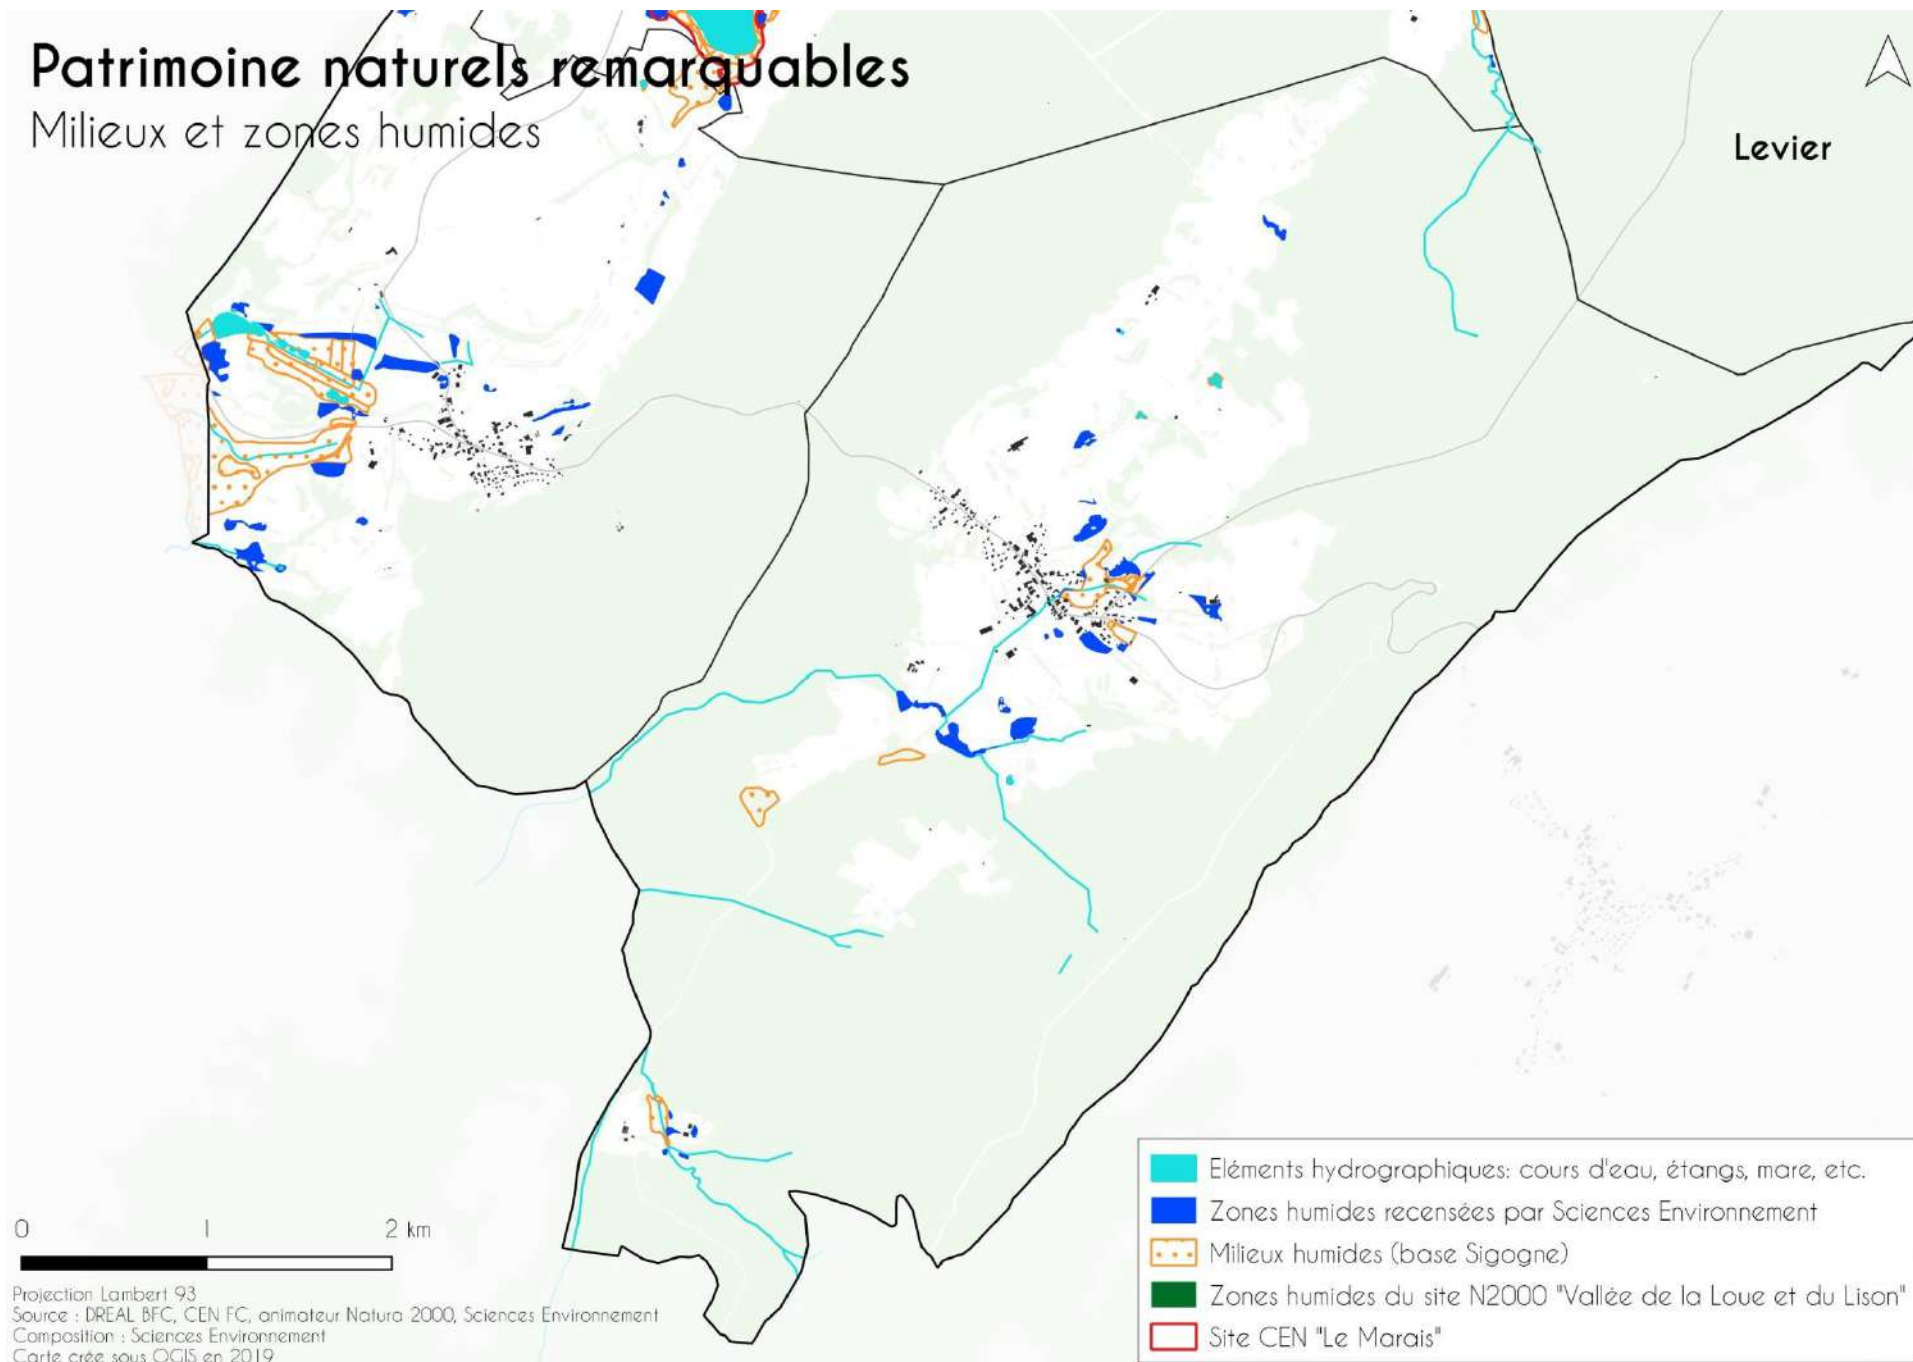 Patrimoine naturels remarquables
Milieux et zones humides
Levier
0 1 2 km
Projection Lambert 93
Source : DREAL BFC, CEN FC, animateur Natura 2000, Sciences Environnement
Composition : Sciences Environnement
Carte crée sous QGIS en 2019
Eléments hydrographiques: cours d'eau, étangs, mare, etc.
Zones humides recensées par Sciences Environnement
Milieux humides (base Sigogne)
Zones humides du site N2000 "Vallée de la Loue et du Lison"
Site CEN "Le Marais"